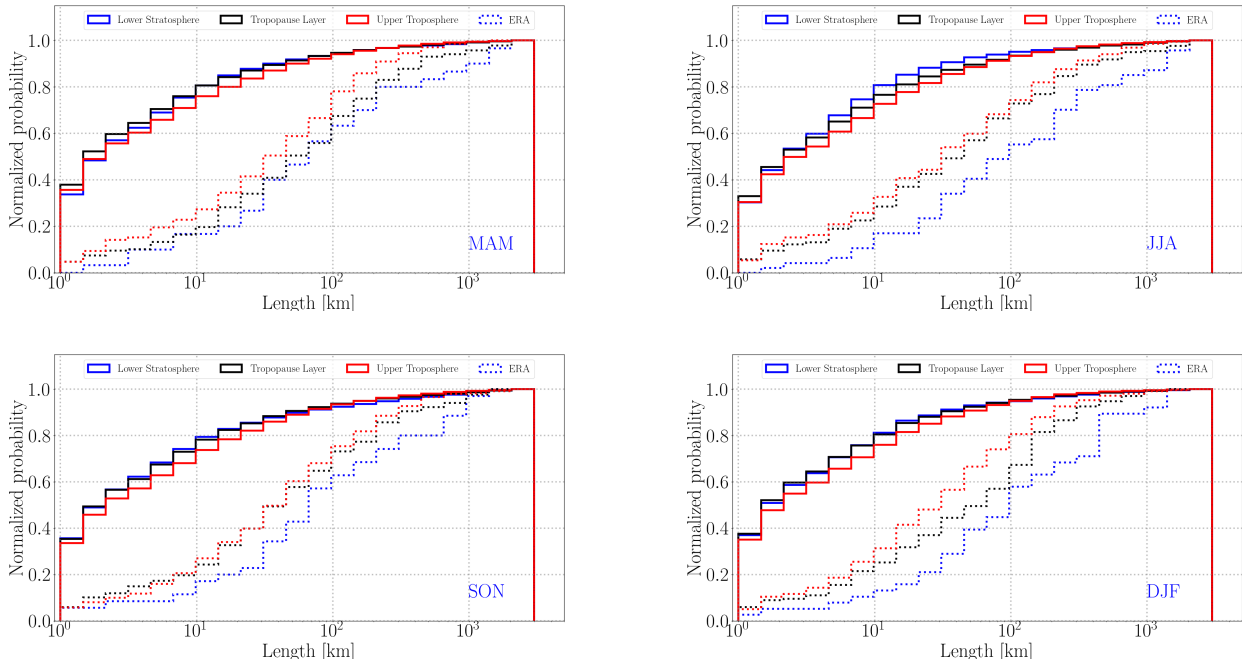 Lower Stratosphere Tropopause Layer Upper Troposphere ERA
1.0
0.8
0.6
0.4
0.2
0.0
Normalized probability
MAM
10^0 10^1 10^2 10^3
Length [km]
Lower Stratosphere Tropopause Layer Upper Troposphere ERA
1.0
0.8
0.6
0.4
0.2
0.0
Normalized probability
JJA
10^0 10^1 10^2 10^3
Length [km]
Lower Stratosphere Tropopause Layer Upper Troposphere ERA
1.0
0.8
0.6
0.4
0.2
0.0
Normalized probability
SON
10^0 10^1 10^2 10^3
Length [km]
Lower Stratosphere Tropopause Layer Upper Troposphere ERA
1.0
0.8
0.6
0.4
0.2
0.0
Normalized probability
DJF
10^0 10^1 10^2 10^3
Length [km]